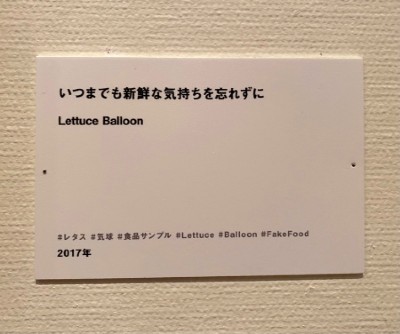 いつまでも新鮮な気持ちを忘れずに
Lettuce Balloon
#レタス #気球 #食品サンプル #Lettuce #Balloon #FakeFood
2017年